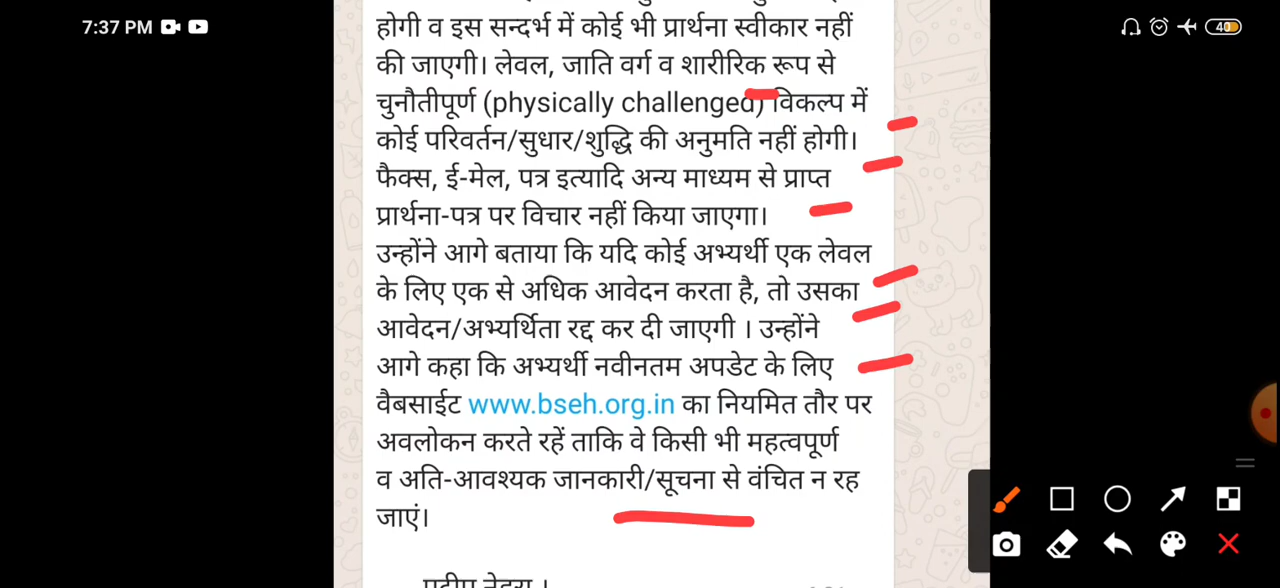 7:37 PM
40
होगी व इस सन्दर्भ में कोई भी प्रार्थना स्वीकार नहीं
की जाएगी। लेवल, जाति वर्ग व शारीरिक रूप से
चुनौतीपूर्ण (physically challenged) विकल्प में
कोई परिवर्तन/सुधार/शुद्धि की अनुमति नहीं होगी।
फैक्स, ई-मेल, पत्र इत्यादि अन्य माध्यम से प्राप्त
प्रार्थना-पत्र पर विचार नहीं किया जाएगा।
उन्होंने आगे बताया कि यदि कोई अभ्यर्थी एक लेवल
के लिए एक से अधिक आवेदन करता है, तो उसका
आवेदन/अभ्यर्थिता रद्द कर दी जाएगी । उन्होंने
आगे कहा कि अभ्यर्थी नवीनतम अपडेट के लिए
वैबसाईट www.bseh.org.in का नियमित तौर पर
अवलोकन करते रहें ताकि वे किसी भी महत्वपूर्ण
व अति-आवश्यक जानकारी/सूचना से वंचित न रह
जाएं।